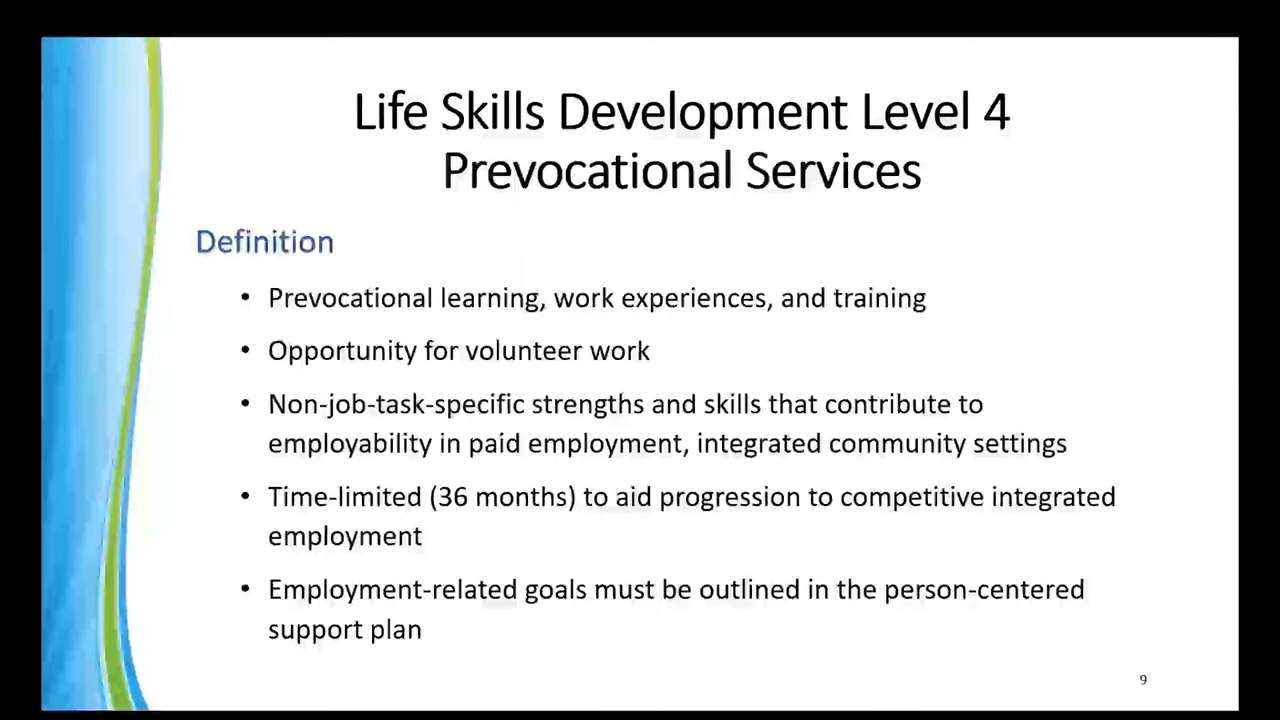 Life Skills Development Level 4
Prevocational Services
Definition
• Prevocational learning, work experiences, and training
• Opportunity for volunteer work
• Non-job-task-specific strengths and skills that contribute to
employability in paid employment, integrated community settings
• Time-limited (36 months) to aid progression to competitive integrated
employment
• Employment-related goals must be outlined in the person-centered
support plan
9